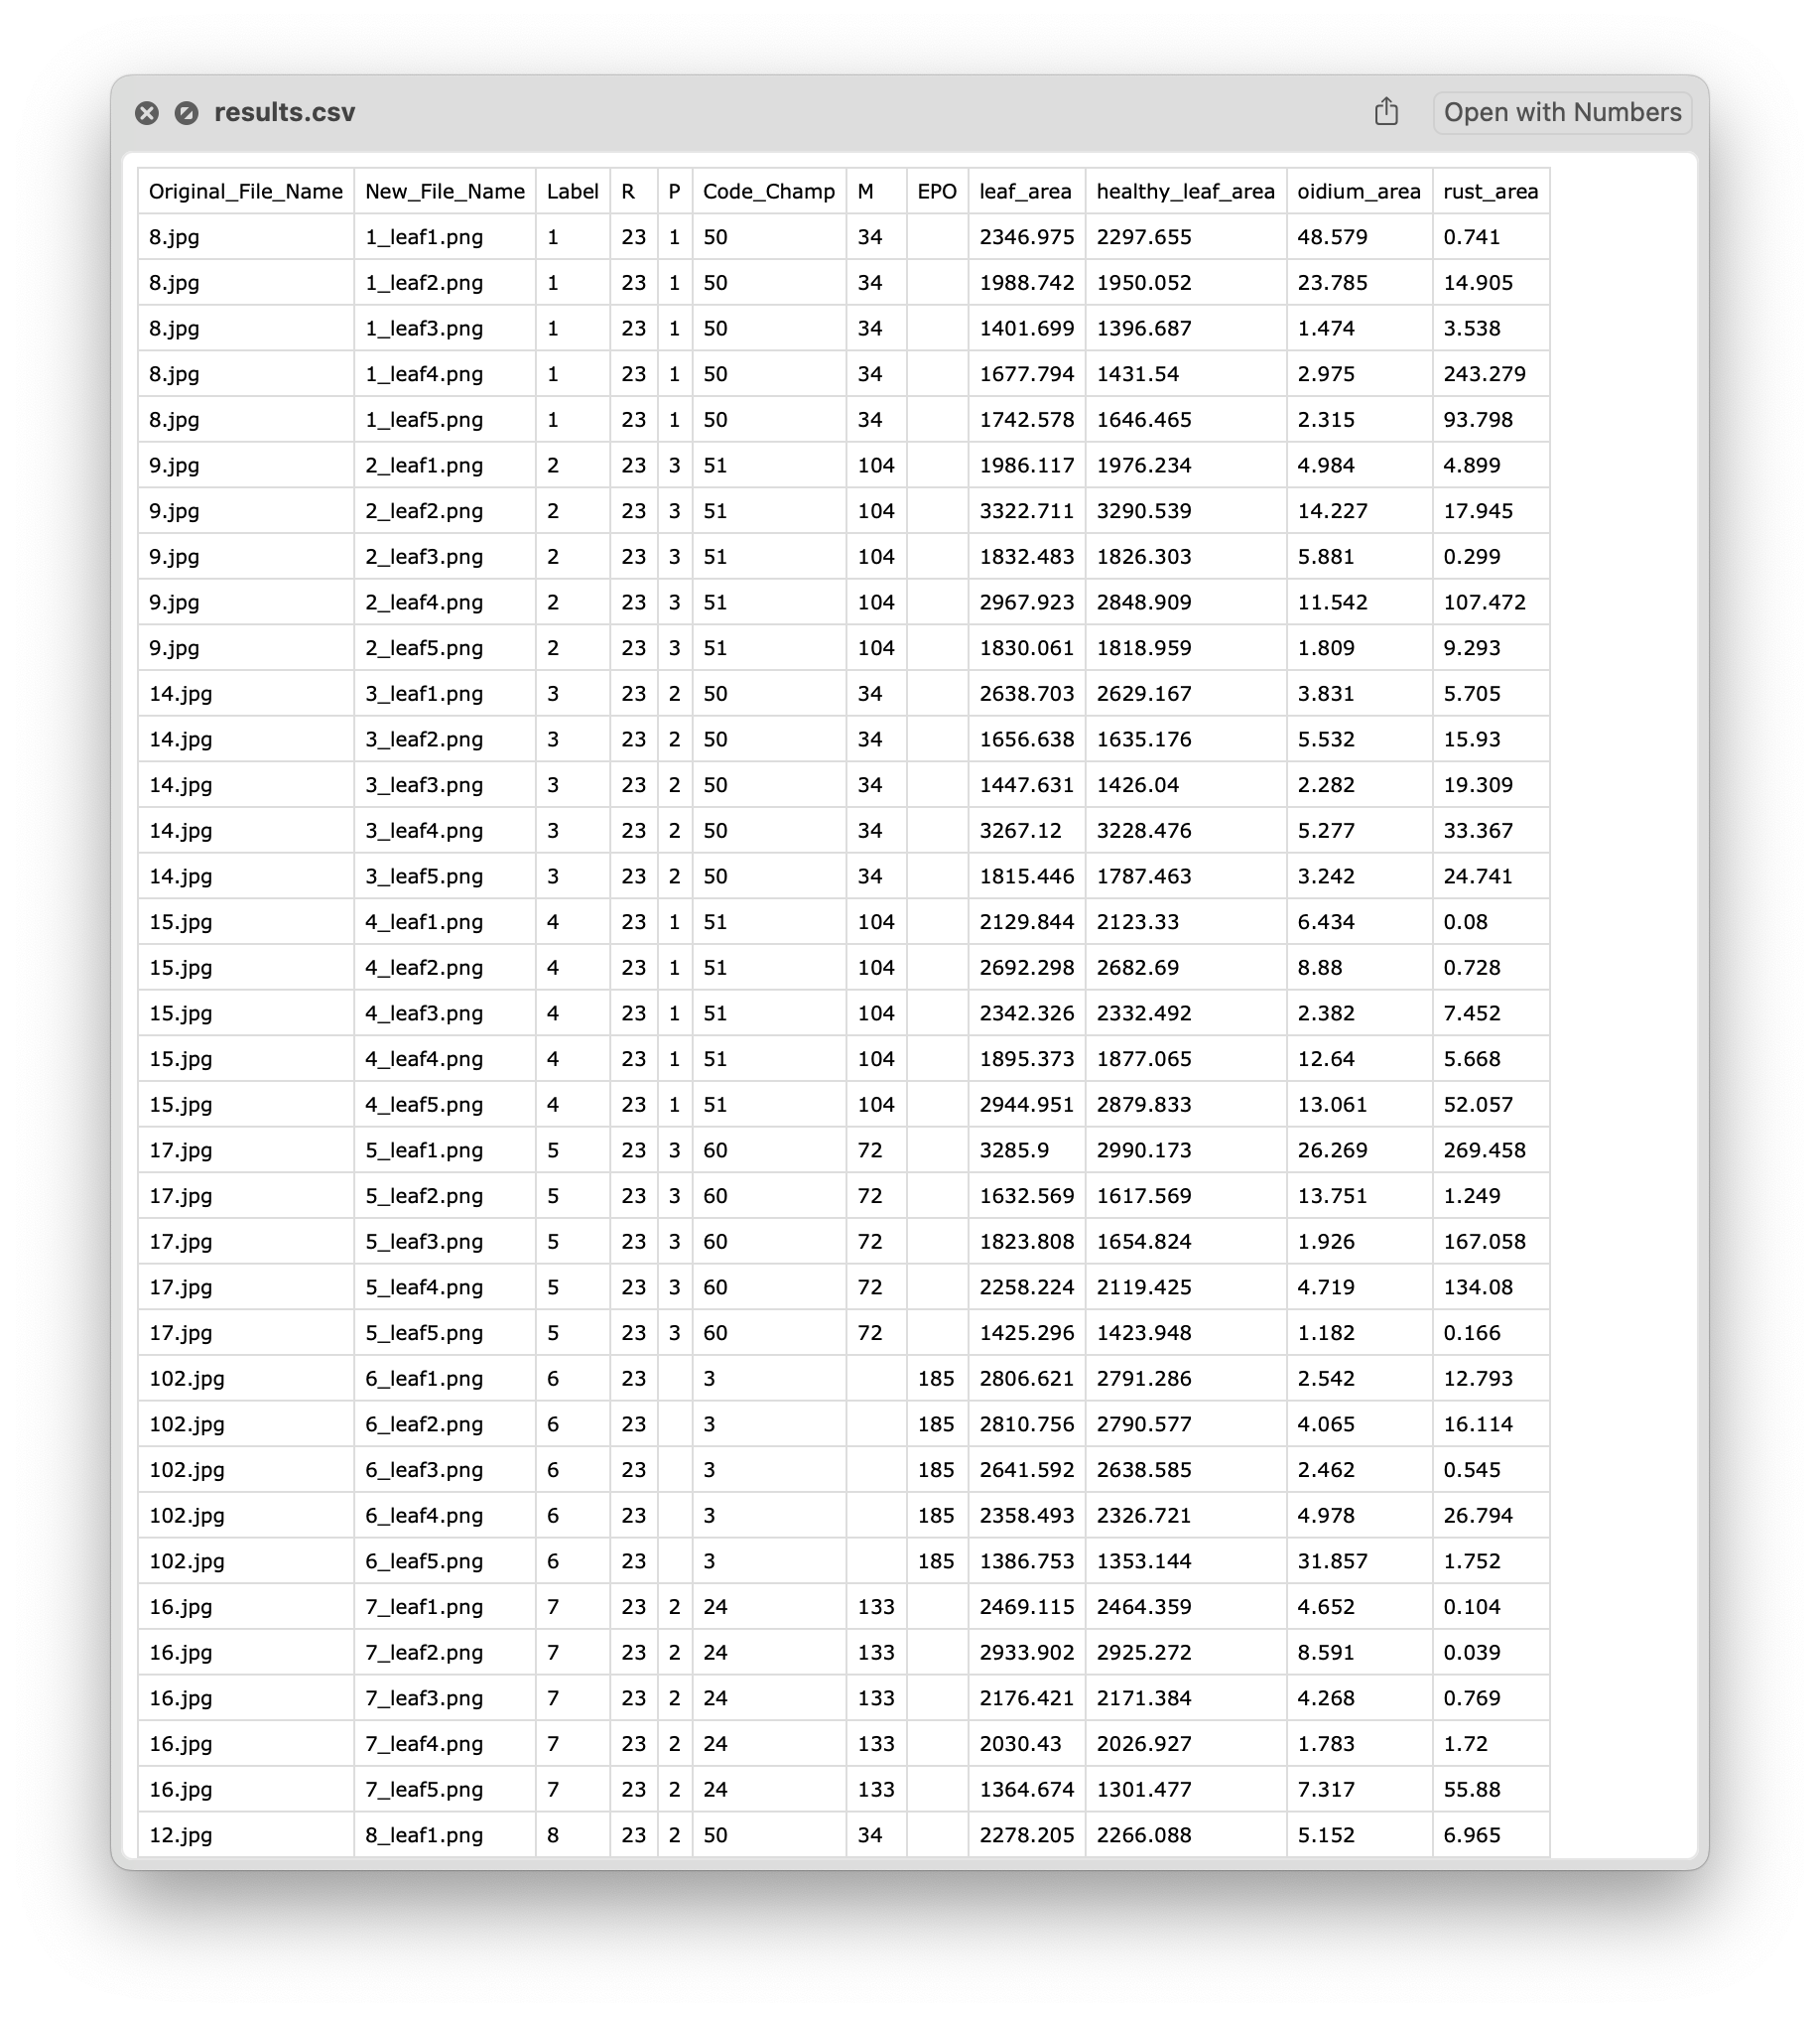 results.csv Open with Numbers
Original_File_Name New_File_Name Label R P Code_Champ M EPO leaf_area healthy_leaf_area oidium_area rust_area
8.jpg 1_leaf1.png 1 23 1 50 34 2346.975 2297.655 48.579 0.741
8.jpg 1_leaf2.png 1 23 1 50 34 1988.742 1950.052 23.785 14.905
8.jpg 1_leaf3.png 1 23 1 50 34 1401.699 1396.687 1.474 3.538
8.jpg 1_leaf4.png 1 23 1 50 34 1677.794 1431.54 2.975 243.279
8.jpg 1_leaf5.png 1 23 1 50 34 1742.578 1646.465 2.315 93.798
9.jpg 2_leaf1.png 2 23 3 51 104 1986.117 1976.234 4.984 4.899
9.jpg 2_leaf2.png 2 23 3 51 104 3322.711 3290.539 14.227 17.945
9.jpg 2_leaf3.png 2 23 3 51 104 1832.483 1826.303 5.881 0.299
9.jpg 2_leaf4.png 2 23 3 51 104 2967.923 2848.909 11.542 107.472
9.jpg 2_leaf5.png 2 23 3 51 104 1830.061 1818.959 1.809 9.293
14.jpg 3_leaf1.png 3 23 2 50 34 2638.703 2629.167 3.831 5.705
14.jpg 3_leaf2.png 3 23 2 50 34 1656.638 1635.176 5.532 15.93
14.jpg 3_leaf3.png 3 23 2 50 34 1447.631 1426.04 2.282 19.309
14.jpg 3_leaf4.png 3 23 2 50 34 3267.12 3228.476 5.277 33.367
14.jpg 3_leaf5.png 3 23 2 50 34 1815.446 1787.463 3.242 24.741
15.jpg 4_leaf1.png 4 23 1 51 104 2129.844 2123.33 6.434 0.08
15.jpg 4_leaf2.png 4 23 1 51 104 2692.298 2682.69 8.88 0.728
15.jpg 4_leaf3.png 4 23 1 51 104 2342.326 2332.492 2.382 7.452
15.jpg 4_leaf4.png 4 23 1 51 104 1895.373 1877.065 12.64 5.668
15.jpg 4_leaf5.png 4 23 1 51 104 2944.951 2879.833 13.061 52.057
17.jpg 5_leaf1.png 5 23 3 60 72 3285.9 2990.173 26.269 269.458
17.jpg 5_leaf2.png 5 23 3 60 72 1632.569 1617.569 13.751 1.249
17.jpg 5_leaf3.png 5 23 3 60 72 1823.808 1654.824 1.926 167.058
17.jpg 5_leaf4.png 5 23 3 60 72 2258.224 2119.425 4.719 134.08
17.jpg 5_leaf5.png 5 23 3 60 72 1425.296 1423.948 1.182 0.166
102.jpg 6_leaf1.png 6 23 3 185 2806.621 2791.286 2.542 12.793
102.jpg 6_leaf2.png 6 23 3 185 2810.756 2790.577 4.065 16.114
102.jpg 6_leaf3.png 6 23 3 185 2641.592 2638.585 2.462 0.545
102.jpg 6_leaf4.png 6 23 3 185 2358.493 2326.721 4.978 26.794
102.jpg 6_leaf5.png 6 23 3 185 1386.753 1353.144 31.857 1.752
16.jpg 7_leaf1.png 7 23 2 24 133 2469.115 2464.359 4.652 0.104
16.jpg 7_leaf2.png 7 23 2 24 133 2933.902 2925.272 8.591 0.039
16.jpg 7_leaf3.png 7 23 2 24 133 2176.421 2171.384 4.268 0.769
16.jpg 7_leaf4.png 7 23 2 24 133 2030.43 2026.927 1.783 1.72
16.jpg 7_leaf5.png 7 23 2 24 133 1364.674 1301.477 7.317 55.88
12.jpg 8_leaf1.png 8 23 2 50 34 2278.205 2266.088 5.152 6.965